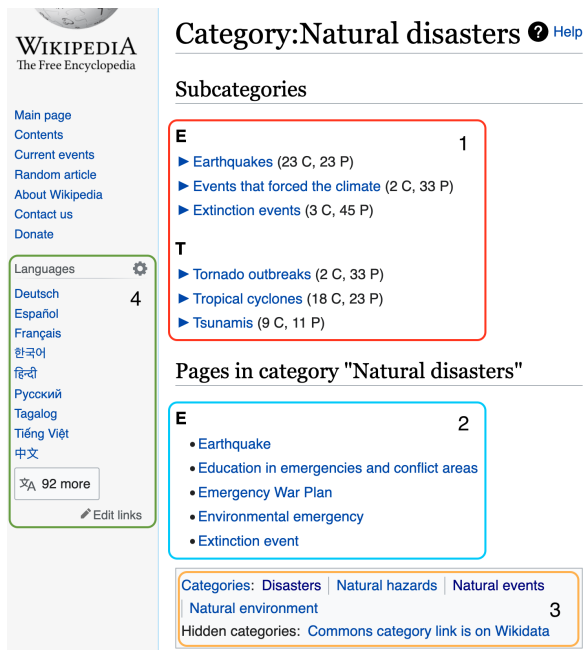 WIKIPEDIA
The Free Encyclopedia
Main page
Contents
Current events
Random article
About Wikipedia
Contact us
Donate
Languages
4
Deutsch
Español
Français
한국어
हिन्दी
Русский
Tagalog
Tiếng Việt
中文
文A 92 more
Edit links
Category:Natural disasters
? Help
Subcategories
1
E
► Earthquakes (23 C, 23 P)
► Events that forced the climate (2 C, 33 P)
► Extinction events (3 C, 45 P)
T
► Tornado outbreaks (2 C, 33 P)
► Tropical cyclones (18 C, 23 P)
► Tsunamis (9 C, 11 P)
Pages in category "Natural disasters"
2
E
• Earthquake
• Education in emergencies and conflict areas
• Emergency War Plan
• Environmental emergency
• Extinction event
Categories: Disasters | Natural hazards | Natural events
| Natural environment
3
Hidden categories: Commons category link is on Wikidata